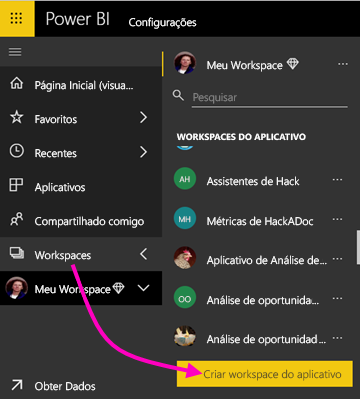 Power BI Configurações
Página Inicial (visua...
Favoritos
Recentes
Aplicativos
Compartilhado comigo
Workspaces
Meu Workspace
Obter Dados
Meu Workspace ...
Pesquisar
WORKSPACES DO APLICATIVO
AH Assistentes de Hack ...
MH Métricas de HackADoc ...
Aplicativo de Análise de... ...
OO Análise de oportunida... ...
Análise de oportunidad... ...
Criar workspace do aplicativo